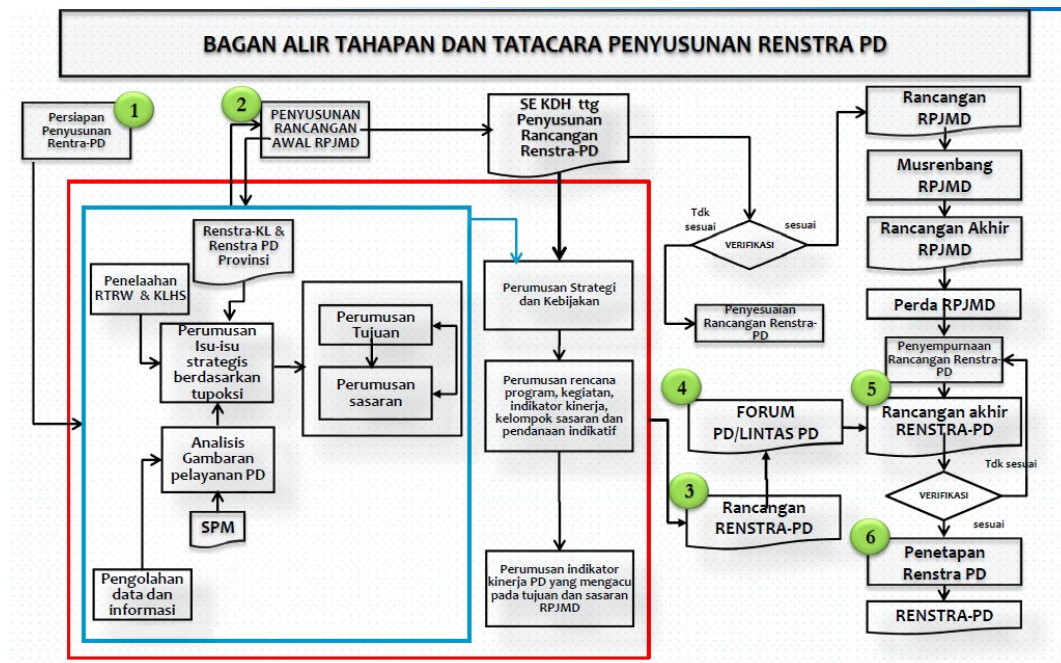 BAGAN ALIR TAHAPAN DAN TATACARA PENYUSUNAN RENSTRA PD
1
Persiapan
Penyusunan
Rentra-PD
2
PENYUSUNAN
RANCANGAN
AWAL RPJMD
SE KDH ttg
Penyusunan
Rancangan
Renstra-PD
Rancangan
RPJMD
Musrenbang
RPJMD
Rancangan Akhir
RPJMD
Perda RPJMD
Penyempurnaan
Rancangan Renstra-
PD
Tdk
sesuai
sesuai
VERIFIKASI
Penyesuaian
Rancangan Renstra-
PD
Renstra-KL &
Renstra PD
Provinsi
Penelaahan
RTRW & KLHS
Perumusan
Isu-isu
strategis
berdasarkan
tupoksi
Perumusan
Tujuan
Perumusan
sasaran
Analisis
Gambaran
pelayanan PD
SPM
Pengolahan
data dan
informasi
Perumusan Strategi
dan Kebijakan
Perumusan rencana
program, kegiatan,
indikator kinerja,
kelompok sasaran dan
pendanaan indikatif
Perumusan indikator
kinerja PD yang mengacu
pada tujuan dan sasaran
RPJMD
3
Rancangan
RENSTRA-PD
4
FORUM
PD/LINTAS PD
5
Rancangan akhir
RENSTRA-PD
Tdk sesuai
VERIFIKASI
sesuai
6
Penetapan
Renstra PD
RENSTRA-PD